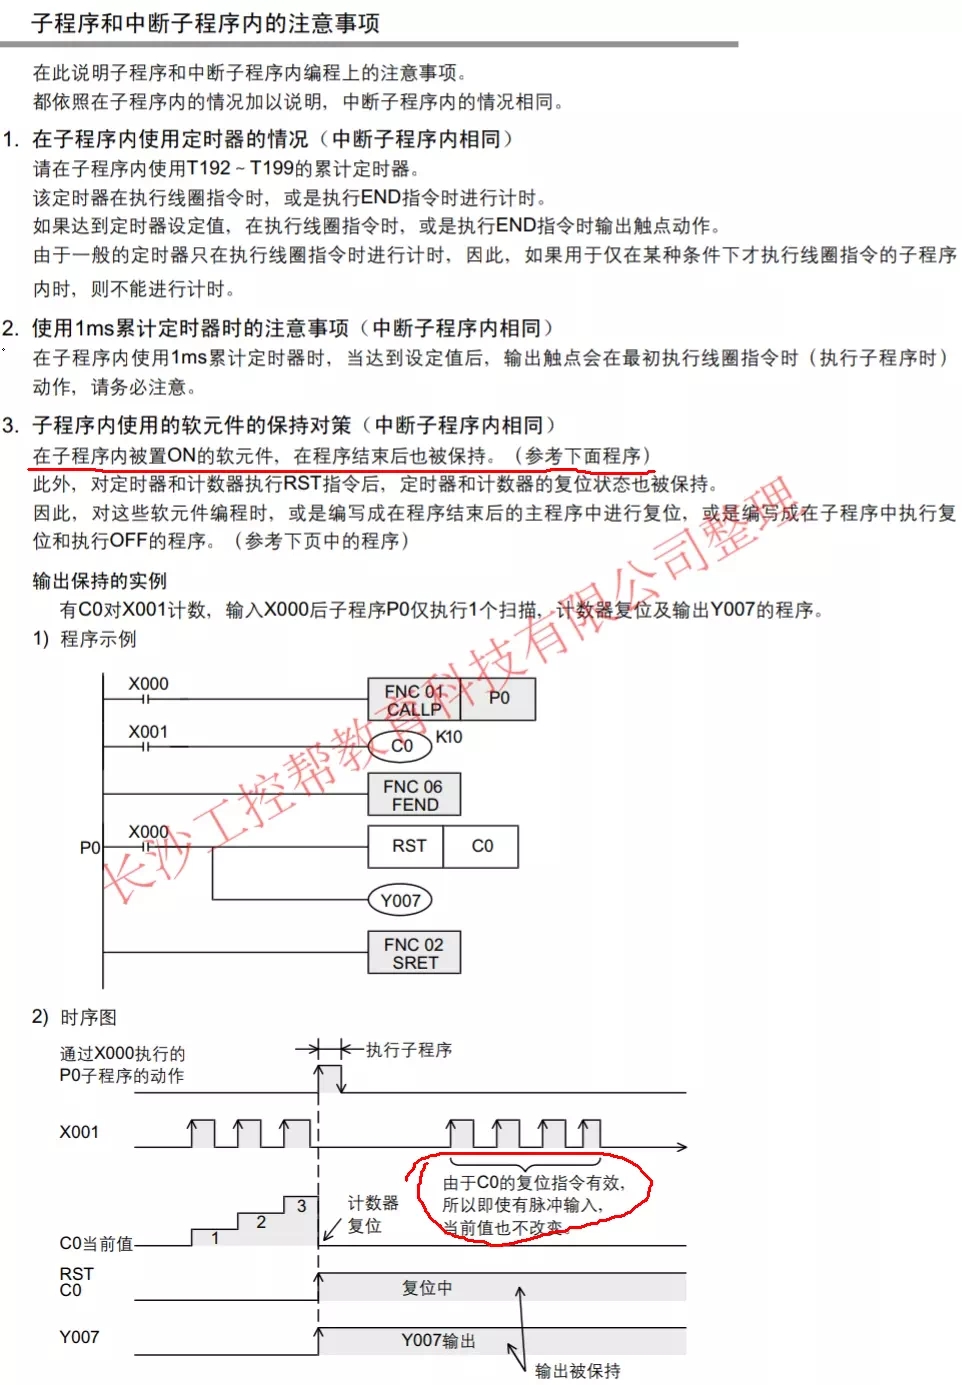 子程序和中断子程序内的注意事项
在此说明子程序和中断子程序内编程上的注意事项。
都依照在子程序内的情况加以说明，中断子程序内的情况相同。
1. 在子程序内使用定时器的情况（中断子程序内相同）
请在子程序内使用T192～T199的累计定时器。
该定时器在执行线圈指令时，或是执行END指令时进行计时。
如果达到定时器设定值，在执行线圈指令时，或是执行END指令时输出触点动作。
由于一般的定时器只在执行线圈指令时进行计时，因此，如果用于仅在某种条件下才执行线圈指令的子程序
内时，则不能进行计时。
2. 使用1ms累计定时器时的注意事项（中断子程序内相同）
在子程序内使用1ms累计定时器时，当达到设定值后，输出触点会在最初执行线圈指令时（执行子程序时）
动作，请务必注意。
3. 子程序内使用的软元件的保持对策（中断子程序内相同）
在子程序内被置ON的软元件，在程序结束后也被保持。（参考下面程序）
此外，对定时器和计数器执行RST指令后，定时器和计数器的复位状态也被保持。
因此，对这些软元件编程时，或是编写成在程序结束后的主程序中进行复位，或是编写成在子程序中执行复
位和执行OFF的程序。（参考下页中的程序）
输出保持的实例
有C0对X001计数，输入X000后子程序P0仅执行1个扫描，计数器复位及输出Y007的程序。
1) 程序示例
X000
FNC 01
CALLP
P0
X001
C0
K10
FNC 06
FEND
P0
X000
RST
C0
Y007
FNC 02
SRET
长沙工控帮教育科技有限公司整理
2) 时序图
通过X000执行的
P0子程序的动作
执行子程序
X001
由于C0的复位指令有效，
所以即使有脉冲输入，
当前值也不改变。
计数器
复位
C0当前值
1
2
3
RST
C0
复位中
Y007
Y007输出
输出被保持